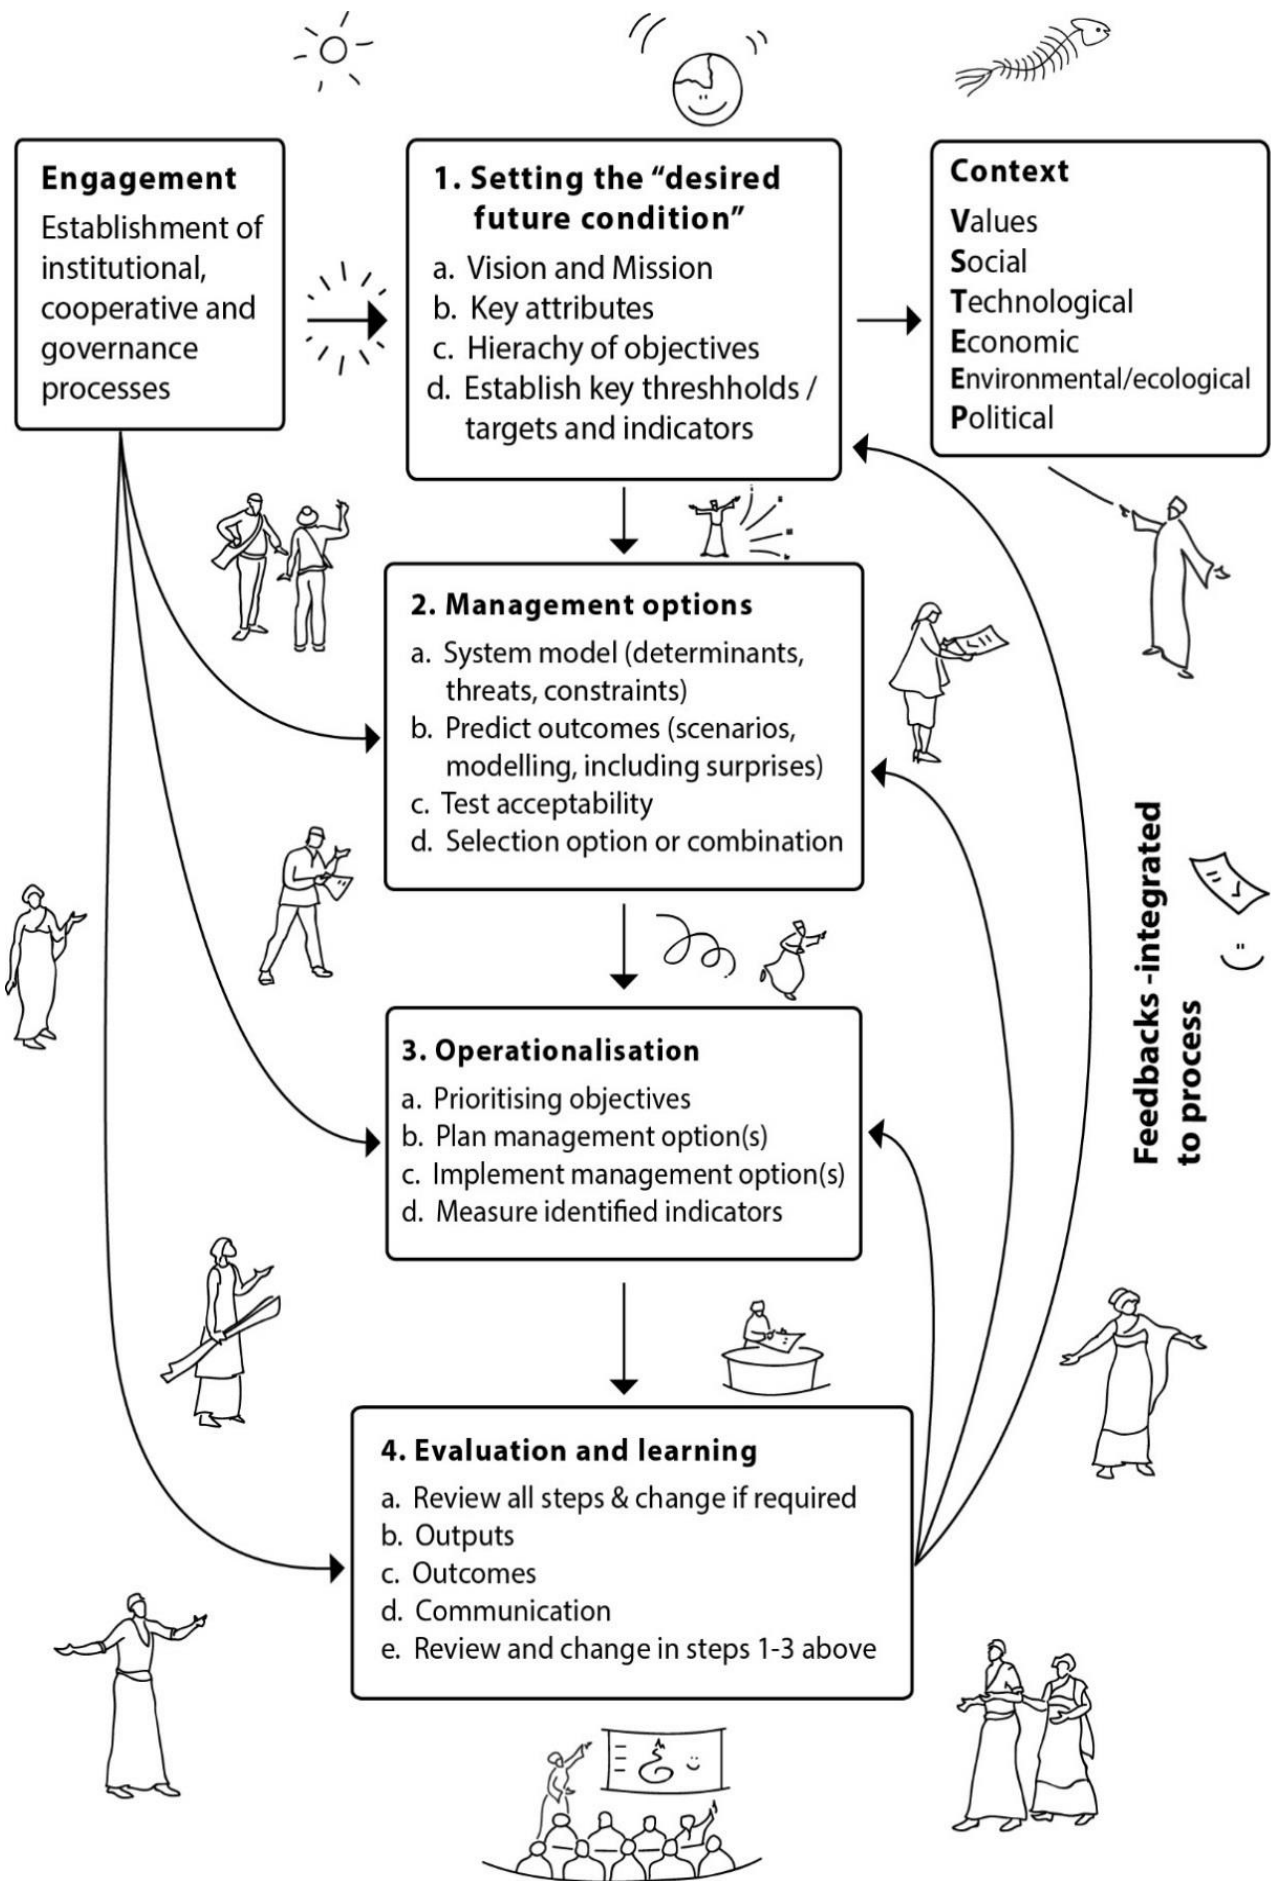 Engagement
Establishment of
institutional,
cooperative and
governance
processes
1. Setting the “desired
future condition”
a. Vision and Mission
b. Key attributes
c. Hierachy of objectives
d. Establish key threshholds /
targets and indicators
Context
Values
Social
Technological
Economic
Environmental/ecological
Political
2. Management options
a. System model (determinants,
threats, constraints)
b. Predict outcomes (scenarios,
modelling, including surprises)
c. Test acceptability
d. Selection option or combination
3. Operationalisation
a. Prioritising objectives
b. Plan management option(s)
c. Implement management option(s)
d. Measure identified indicators
4. Evaluation and learning
a. Review all steps & change if required
b. Outputs
c. Outcomes
d. Communication
e. Review and change in steps 1-3 above
Feedbacks -integrated
to process